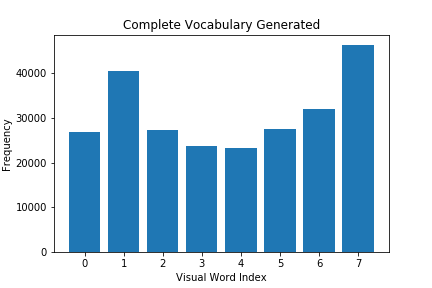 Complete Vocabulary Generated
Frequency
40000
30000
20000
10000
0
0 1 2 3 4 5 6 7
Visual Word Index